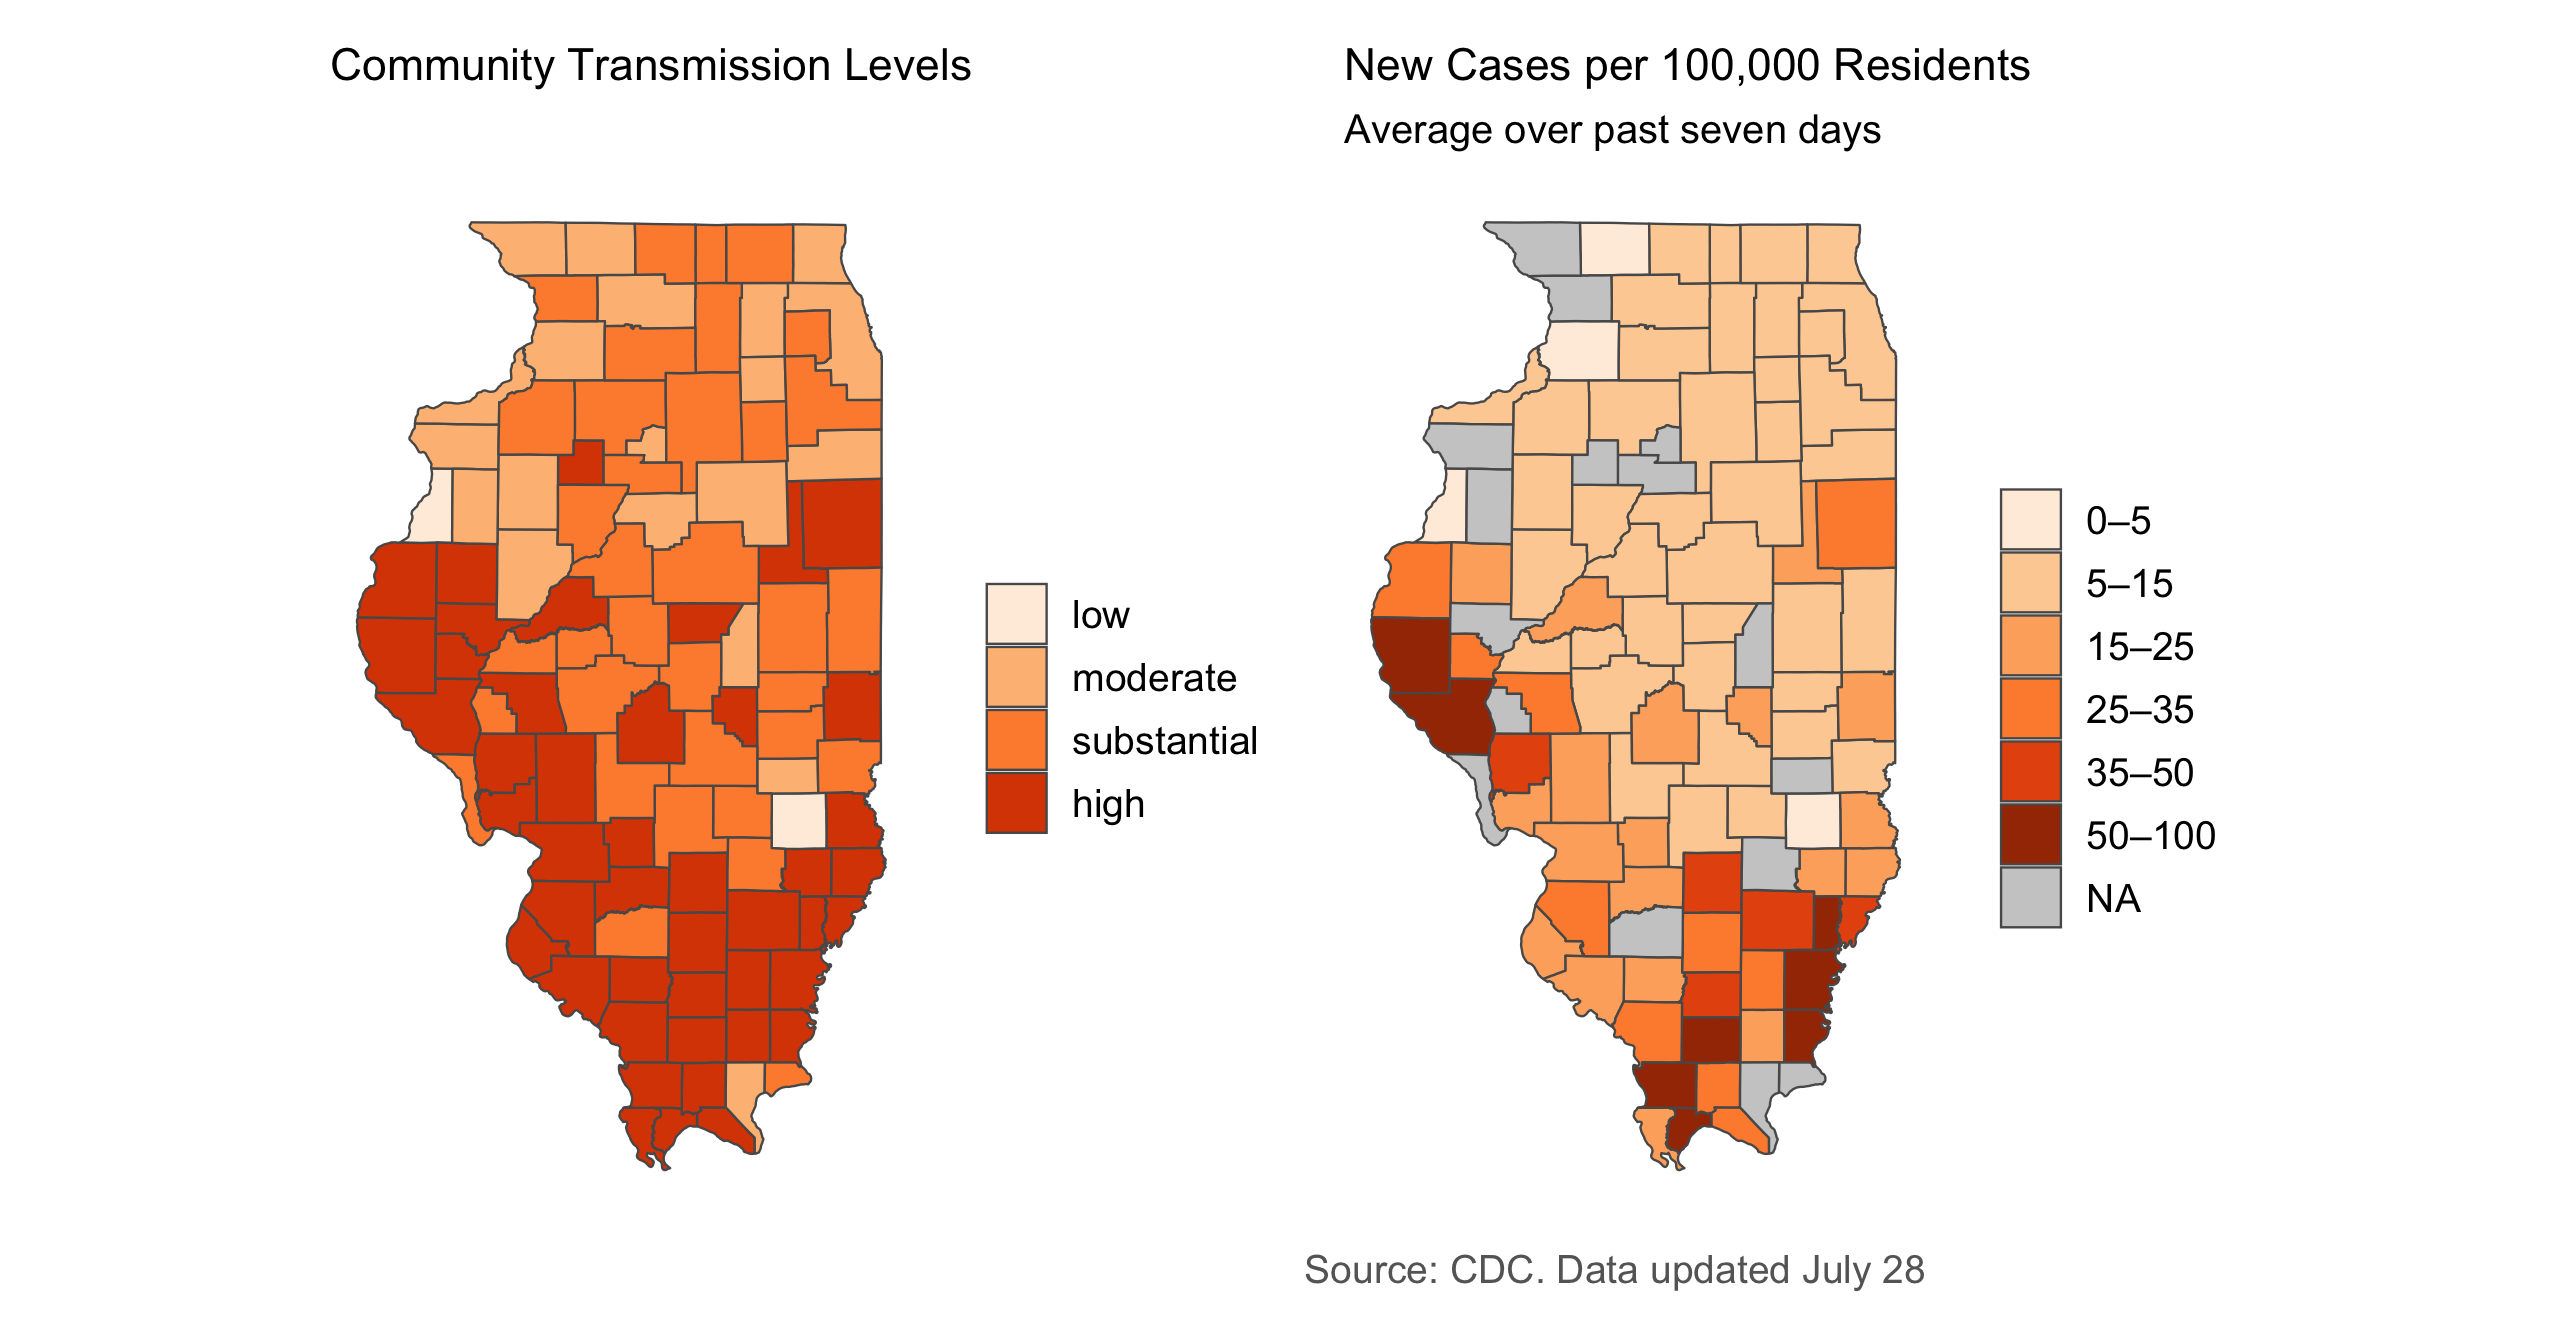 Community Transmission Levels
low
moderate
substantial
high
New Cases per 100,000 Residents
Average over past seven days
0–5
5–15
15–25
25–35
35–50
50–100
NA
Source: CDC. Data updated July 28